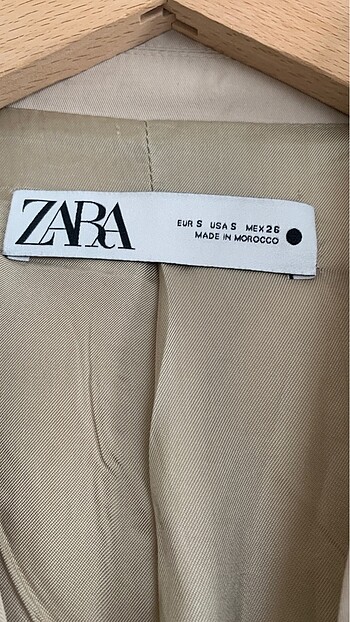 ZARA
EUR S USA S MEX 26
MADE IN MOROCCO